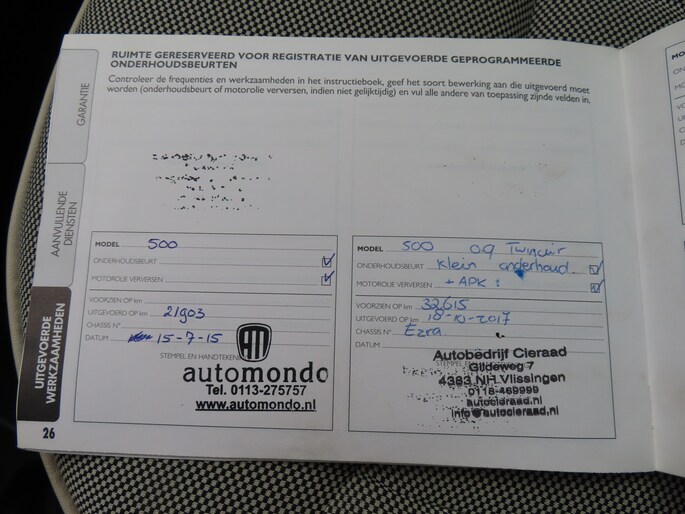 RUIMTE GERESERVEERD VOOR REGISTRATIE VAN UITGEVOERDE GEPROGRAMMEERDE
ONDERHOUDSBEURTEN
Controleer de frequenties en werkzaamheden in het instructieboek, geef het soort bewerking aan die uitgevoerd moet
worden (onderhoudsbeurt of motorolie verversen, indien niet gelijktijdig) en vul alle andere van toepassing zijnde velden in.
GARANTIE
AANVULLENDE
DIENSTEN
UITGEVOERDE
WERKZAAMHEDEN
MODEL 500
ONDERHOUDSBEURT
MOTOROLIE VERVERSEN
VOORZIEN OP km
UITGEVOERD OP km 21903
CHASSIS N°
DATUM 15-7-15
STEMPEL EN HANDTEKEN
automondo
Tel. 0113-275757
www.automondo.nl
MODEL 500 0.9 Twinair
ONDERHOUDSBEURT Klein onderhoud
MOTOROLIE VERVERSEN + APK
VOORZIEN OP km 32615
UITGEVOERD OP km 18-10-2017
CHASSIS N° Ezra
DATUM
Autobedrijf Cieraad
Gildeweg 7
4383 NH Vlissingen
0118-469999
autocieraad.nl
info@autocieraad.nl
26